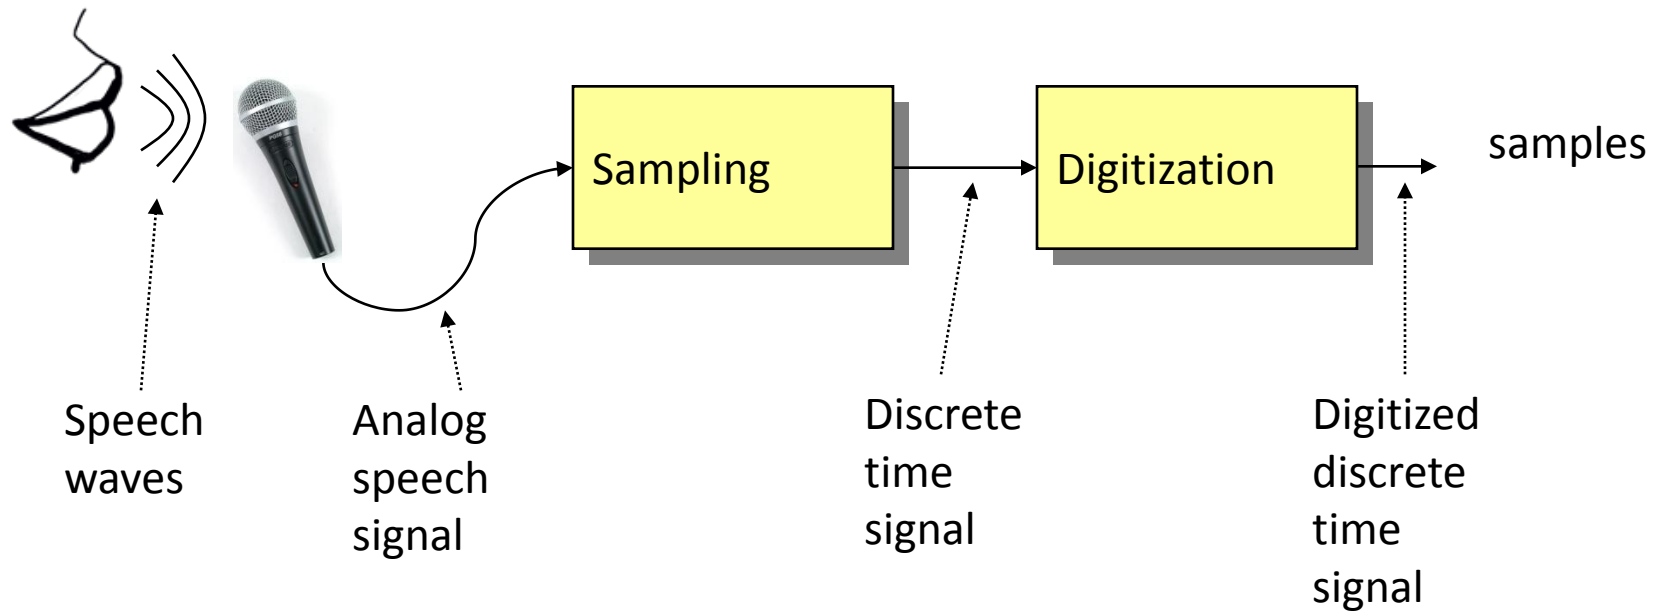 Sampling
Digitization
samples
Speech
waves
Analog
speech
signal
Discrete
time
signal
Digitized
discrete
time
signal